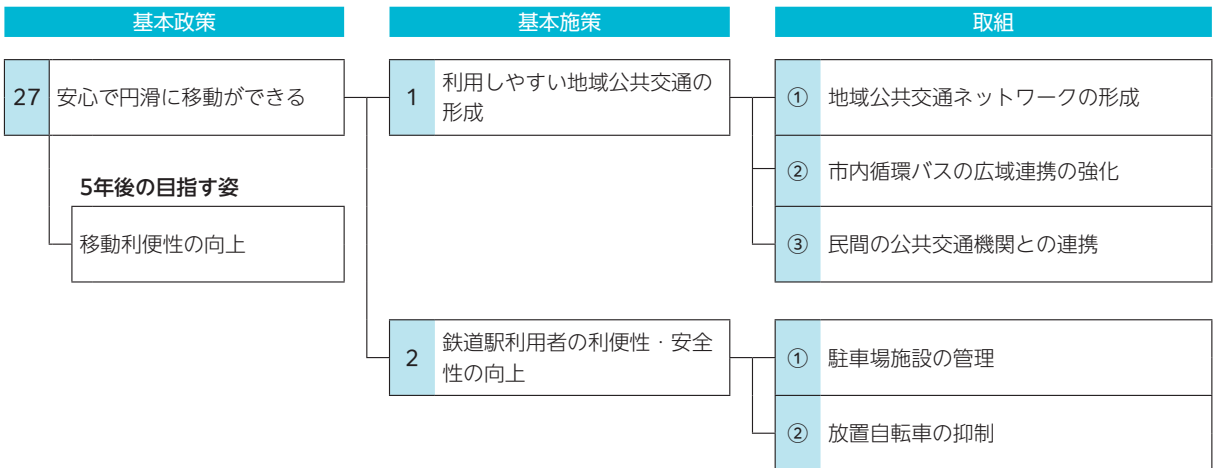 基本政策
基本施策
取組
27 安心で円滑に移動ができる
5年後の目指す姿
移動利便性の向上
1 利用しやすい地域公共交通の
形成
① 地域公共交通ネットワークの形成
② 市内循環バスの広域連携の強化
③ 民間の公共交通機関との連携
2 鉄道駅利用者の利便性・安全
性の向上
① 駐車場施設の管理
② 放置自転車の抑制